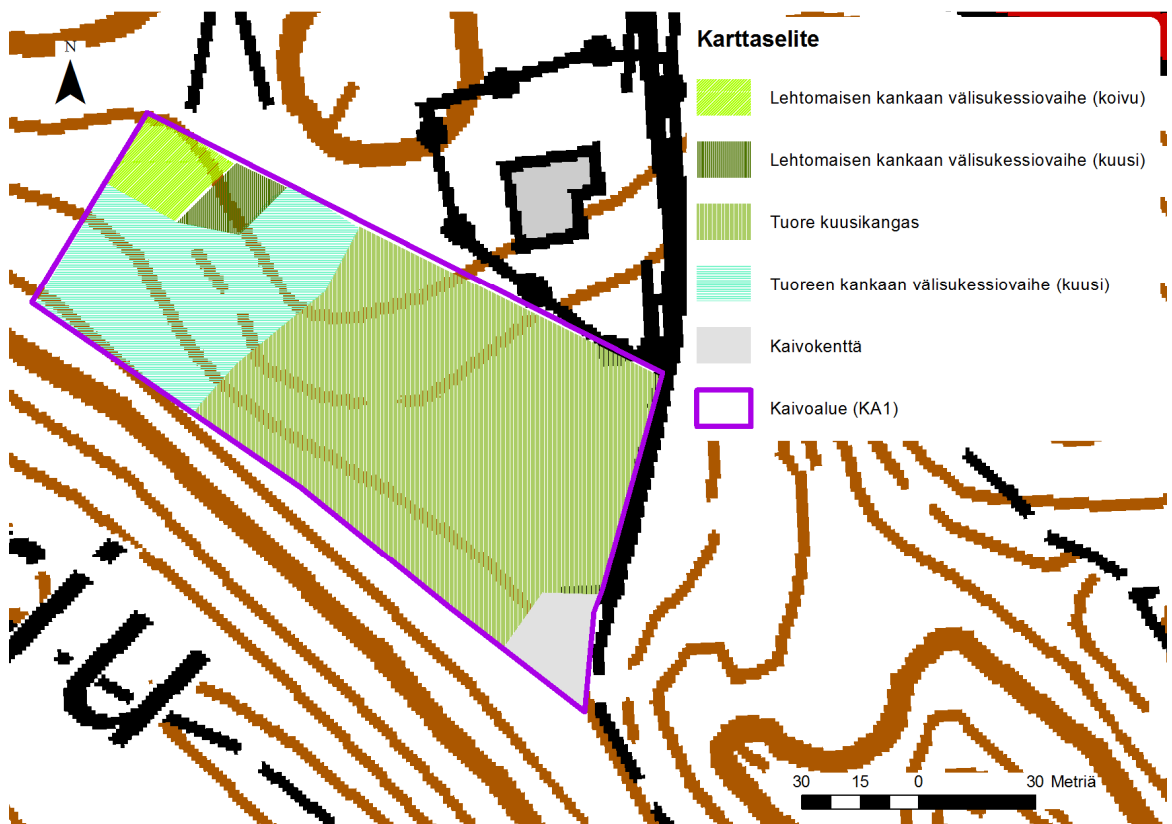 N
Karttaselite
Lehtomaisen kankaan välisukessiovaihe (koivu)
Lehtomaisen kankaan välisukessiovaihe (kuusi)
Tuore kuusikangas
Tuoreen kankaan välisukessiovaihe (kuusi)
Kaivokenttä
Kaivoalue (KA1)
30 15 0 30 Metriä